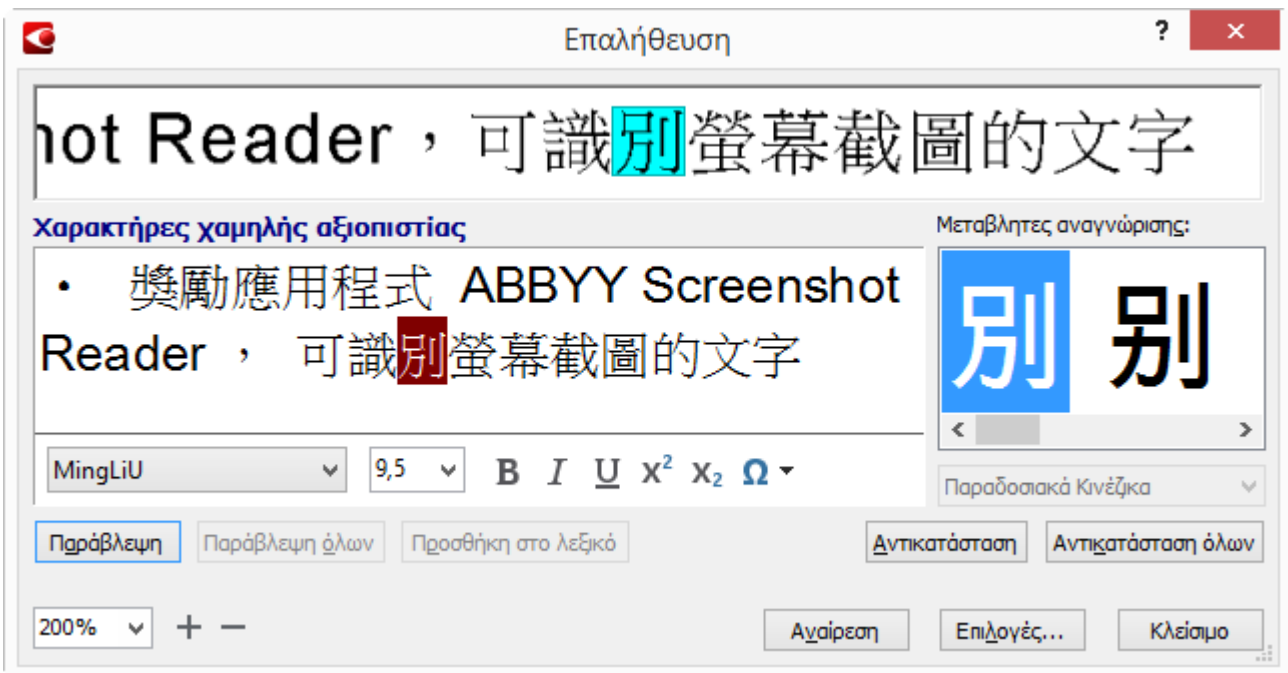 Επαλήθευση
?
hot Reader，可識別螢幕截圖的文字
Χαρακτήρες χαμηλής αξιοπιστίας
Μεταβλητες αναγνώρισης:
• 獎勵應用程式 ABBYY Screenshot
Reader ， 可識別螢幕截圖的文字
別 别
MingLiU 9,5 B I U X² X₂ Ω
Παραδοσιακά Κινέζικα
Παράβλεψη Παράβλεψη όλων Προσθήκη στο λεξικό Αντικατάσταση Αντικατάσταση όλων
200% + − Αναίρεση Επιλογές... Κλείσιμο